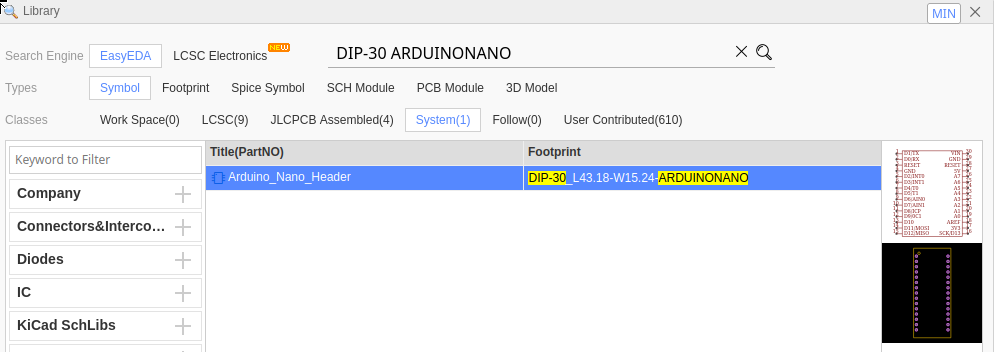 Library MIN
Search Engine EasyEDA LCSC Electronics NEW DIP-30 ARDUINONANO
Types Symbol Footprint Spice Symbol SCH Module PCB Module 3D Model
Classes Work Space(0) LCSC(9) JLCPCB Assembled(4) System(1) Follow(0) User Contributed(610)
Keyword to Filter
Company
Connectors&Interco...
Diodes
IC
KiCad SchLibs
Title(PartNO) Footprint
Arduino_Nano_Header DIP-30_L43.18-W15.24-ARDUINONANO
D1/TX VIN
D0/RX GND
RESET RESET
GND 5V
D2/INT0 A7
D3/INT1 A6
D4/T0 A5
D5/T1 A4
D6/AIN0 A3
D7/AIN1 A2
D8/ICP A1
D9/OC1 A0
D10 AREF
D11/MOSI 3V3
D12/MISO SCK/D13